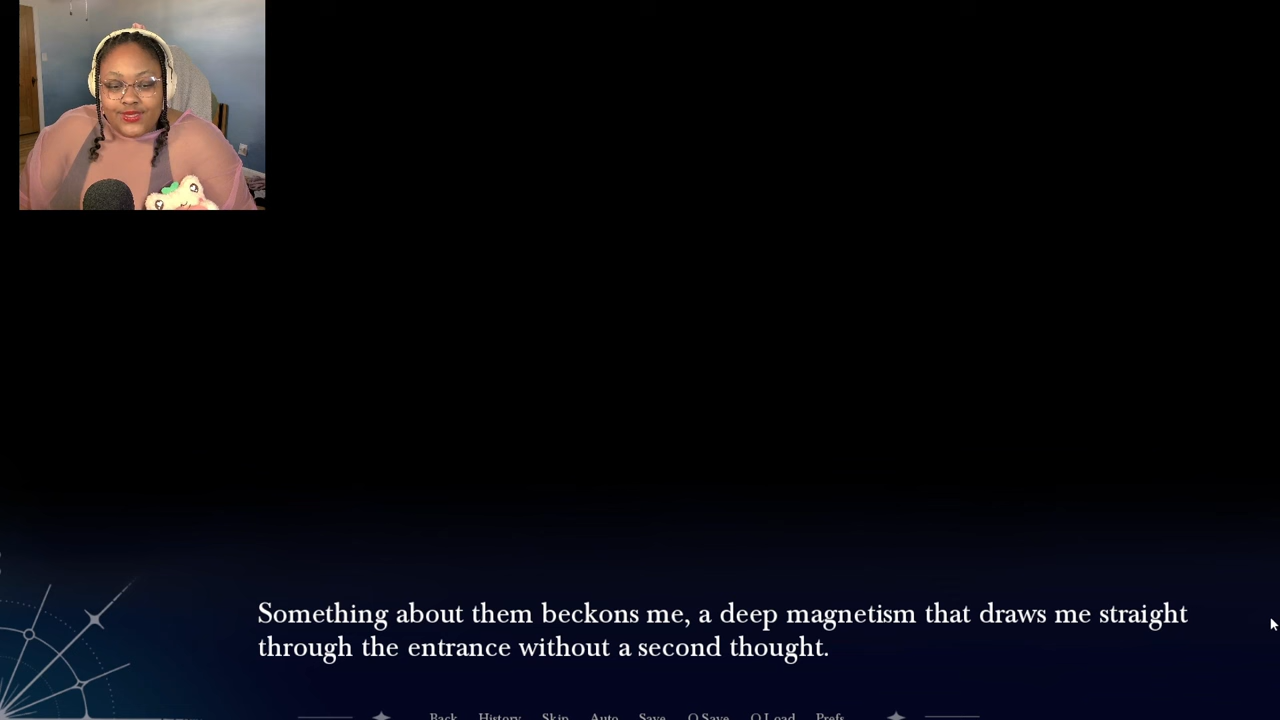 Something about them beckons me, a deep magnetism that draws me straight
through the entrance without a second thought.
Back History Skip Auto Save Q.Save Q.Load Prefs